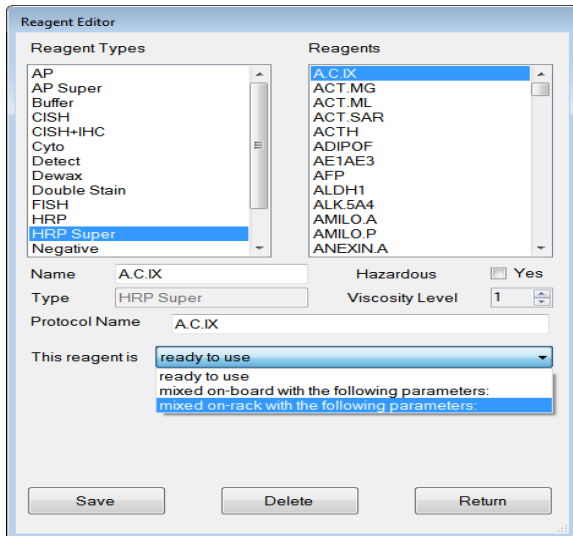 Reagent Editor
Reagent Types
Reagents
AP
AP Super
Buffer
CISH
CISH+IHC
Cyto
Detect
Dewax
Double Stain
FISH
HRP
HRP Super
Negative
A.C.IX
ACT.MG
ACT.ML
ACT.SAR
ACTH
ADIPOF
AE1AE3
AFP
ALDH1
ALK.5A4
AMILO.A
AMILO.P
ANEXIN.A
Name A.C.IX Hazardous Yes
Type HRP Super Viscosity Level 1
Protocol Name A.C.IX
This reagent is ready to use
ready to use
mixed on-board with the following parameters:
mixed on-rack with the following parameters:
Save Delete Return